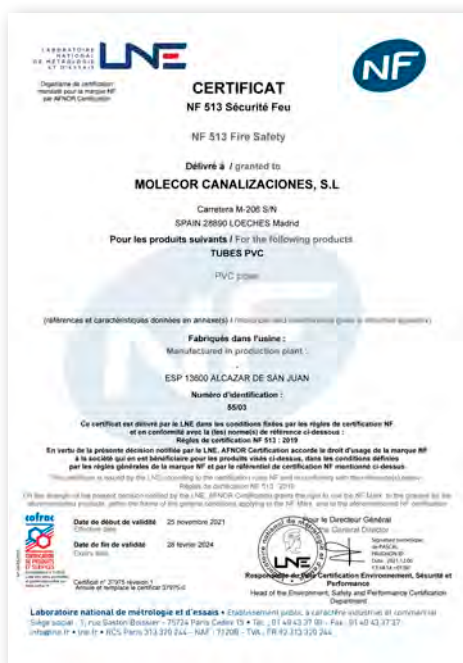 LABORATOIRE
NATIONAL
DE MÉTROLOGIE
ET D'ESSAIS
LNE
NF
Organisme de certification
mandaté pour la marque NF
par AFNOR Certification
CERTIFICAT
NF 513 Sécurité Feu
NF 513 Fire Safety
Délivré à / granted to
MOLECOR CANALIZACIONES, S.L
Carretera M-206 S/N
SPAIN 28890 LOECHES Madrid
Pour les produits suivants / For the following products
TUBES PVC
PVC pipes
(références et caractéristiques données en annexe(s) /
Fabriqués dans l'usine :
Manufactured in production plant :
ESP 13600 ALCAZAR DE SAN JUAN
Numéro d'identification :
55/03
Ce certificat est délivré par le LNE dans les conditions fixées par les règles de certification NF
et en conformité avec la (les) norme(s) de référence ci-dessous :
Règles de certification NF 513 : 2019
En vertu de la présente décision notifiée par le LNE, AFNOR Certification accorde le droit d'usage de la marque NF
à la société qui en est bénéficiaire pour les produits visés ci-dessus, dans les conditions définies
par les règles générales de la marque NF et par le référentiel de certification NF mentionné ci-dessus
cofrac
Date de début de validité 25 novembre 2021
Effective date
Date de fin de validité 28 février 2024
Expiry date
Certificat n° 37975 révision 1
Annule et remplace le certificat 37975-0
Pour le Directeur Général
the General Director
LNE
Responsable du Pôle Certification Environnement, Sécurité et
Performance
Head of the Environment, Safety and Performance Certification
Department
Laboratoire national de métrologie et d'essais • Etablissement public à caractère industriel et commercial
Siège social : 1, rue Gaston Boissier - 75724 Paris Cedex 15 • Tél. : 01 40 43 37 00 - Fax : 01 40 43 37 37
info@lne.fr • lne.fr • RCS Paris 313 320 244 - NAF : 7120B - TVA : FR 92 313 320 244